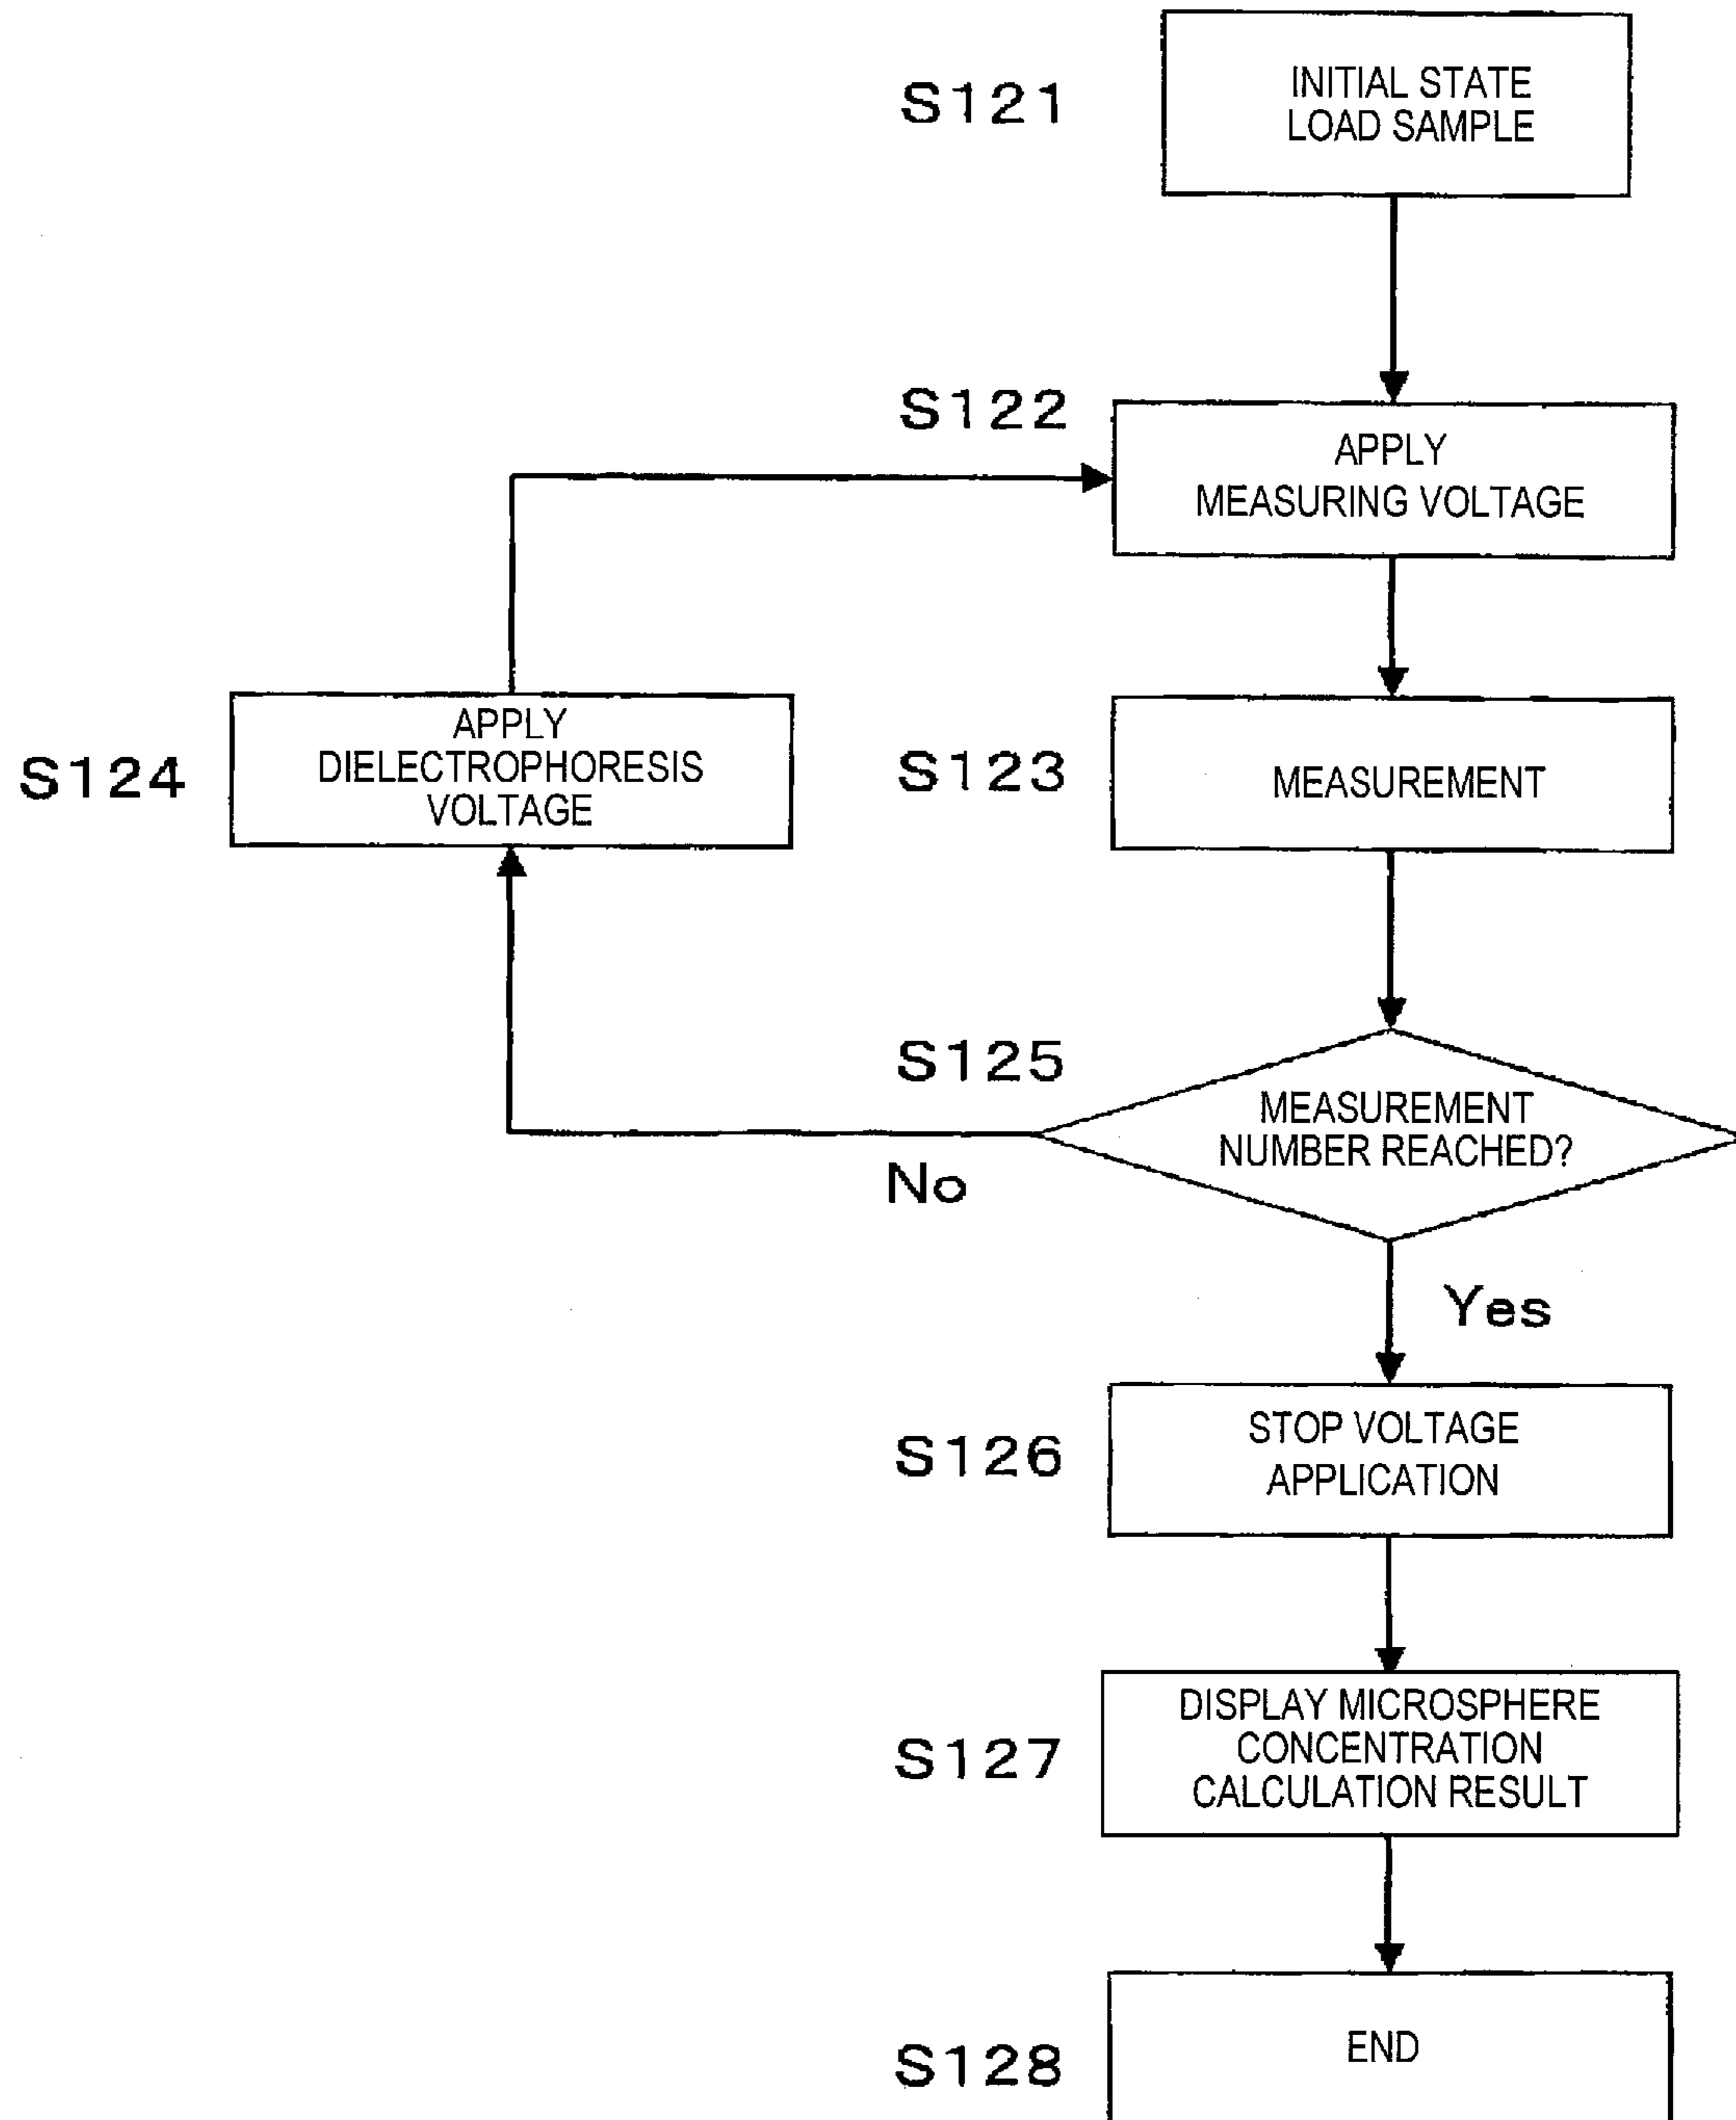 S121
INITIAL STATE
LOAD SAMPLE
S122
APPLY
MEASURING VOLTAGE
S124
APPLY
DIELECTROPHORESIS
VOLTAGE
S123
MEASUREMENT
S125
MEASUREMENT
NUMBER REACHED?
No
Yes
S126
STOP VOLTAGE
APPLICATION
S127
DISPLAY MICROSPHERE
CONCENTRATION
CALCULATION RESULT
S128
END